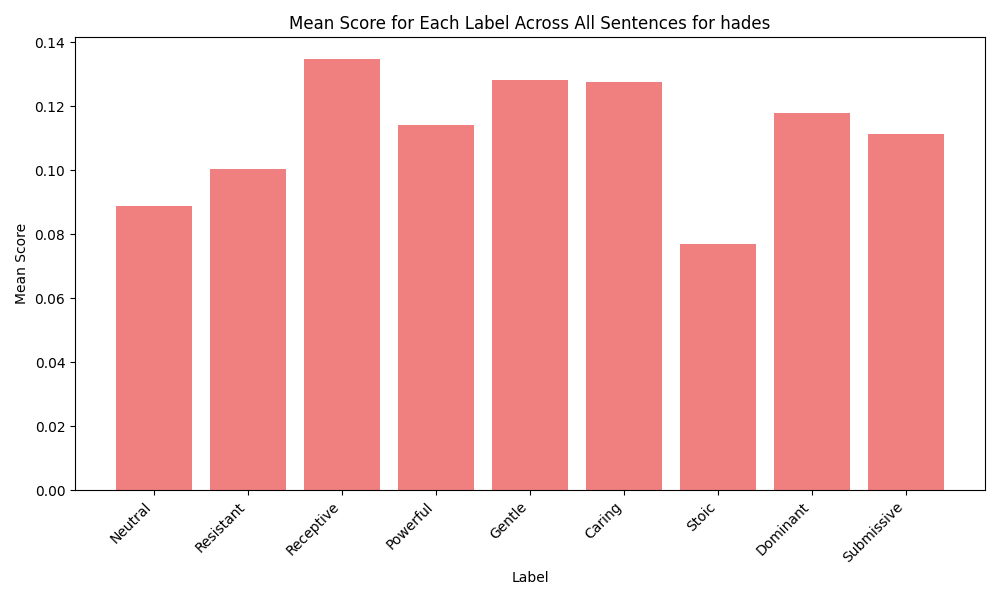 Mean Score for Each Label Across All Sentences for hades
0.14
0.12
0.10
0.08
0.06
0.04
0.02
0.00
Mean Score
Neutral
Resistant
Receptive
Powerful
Gentle
Caring
Stoic
Dominant
Submissive
Label